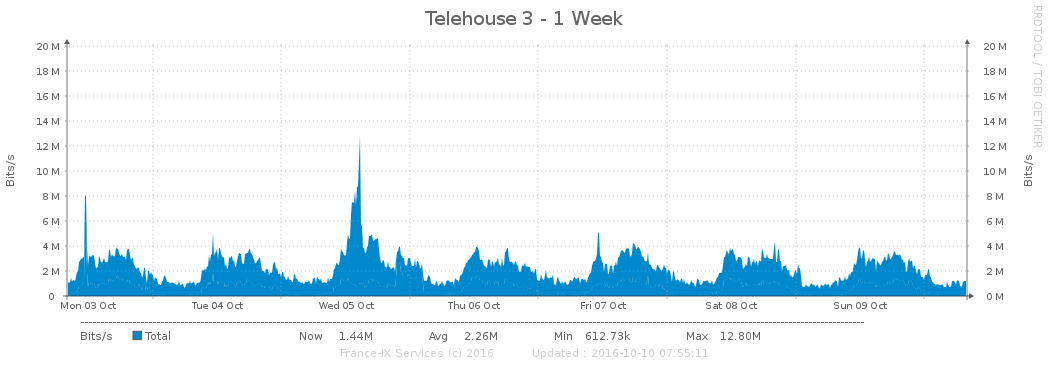 Telehouse 3 - 1 Week
RRDTOOL / TOBI OETIKER
Bits/s
20 M 20 M
18 M 18 M
16 M 16 M
14 M 14 M
12 M 12 M
10 M 10 M
8 M 8 M
6 M 6 M
4 M 4 M
2 M 2 M
0 0 M
Bits/s
Mon 03 Oct Tue 04 Oct Wed 05 Oct Thu 06 Oct Fri 07 Oct Sat 08 Oct Sun 09 Oct
Bits/s Total Now 1.44M Avg 2.26M Min 612.73k Max 12.80M
France-IX Services (c) 2016 Updated : 2016-10-10 07:55:11